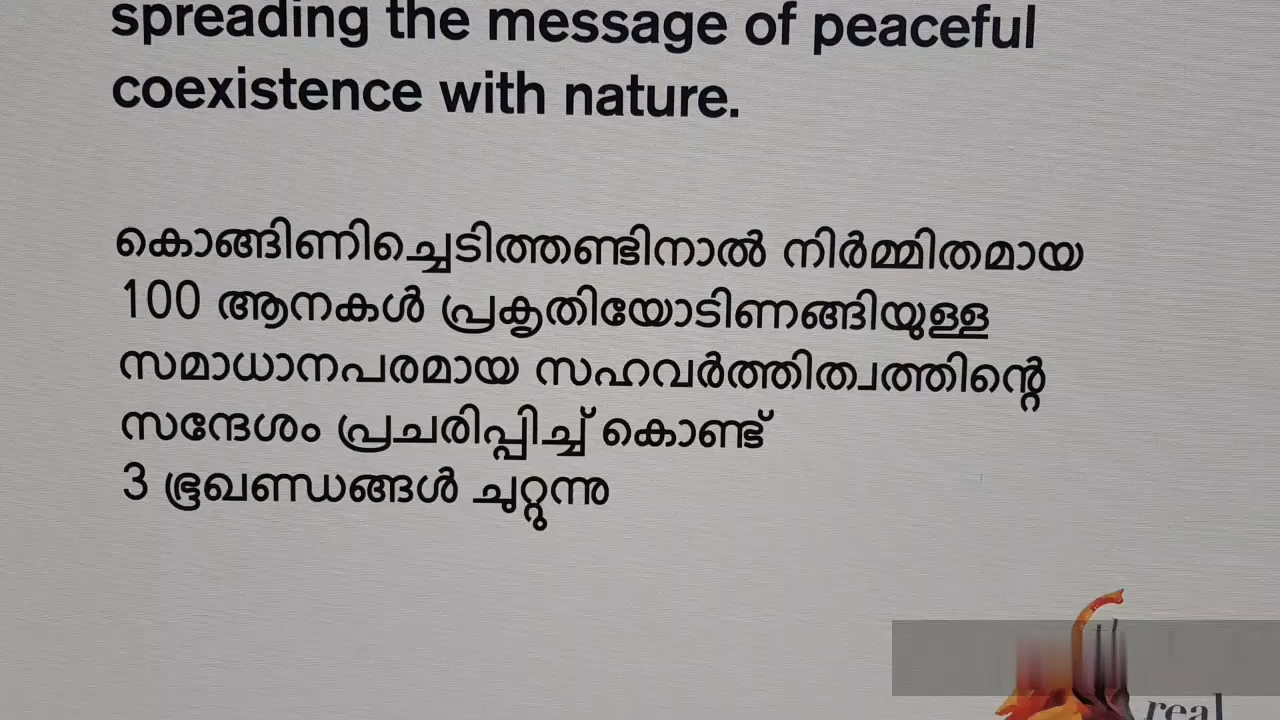 spreading the message of peaceful
coexistence with nature.
കൊങ്ങിണിച്ചെടിത്തണ്ടിനാൽ നിർമ്മിതമായ
100 ആനകൾ പ്രകൃതിയോടിണങ്ങിയുള്ള
സമാധാനപരമായ സഹവർത്തിത്വത്തിന്റെ
സന്ദേശം പ്രചരിപ്പിച്ച് കൊണ്ട്
3 ഭൂഖണ്ഡങ്ങൾ ചുറ്റുന്നു
real